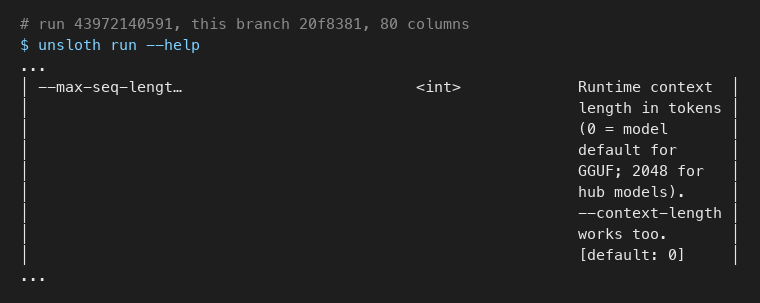 # run 43972140591, this branch 20f8381, 80 columns
$ unsloth run --help
...
│ --max-seq-lengt… <int> Runtime context │
│ length in tokens │
│ (0 = model │
│ default for │
│ GGUF; 2048 for │
│ hub models). │
│ --context-length │
│ works too. │
│ [default: 0] │
...